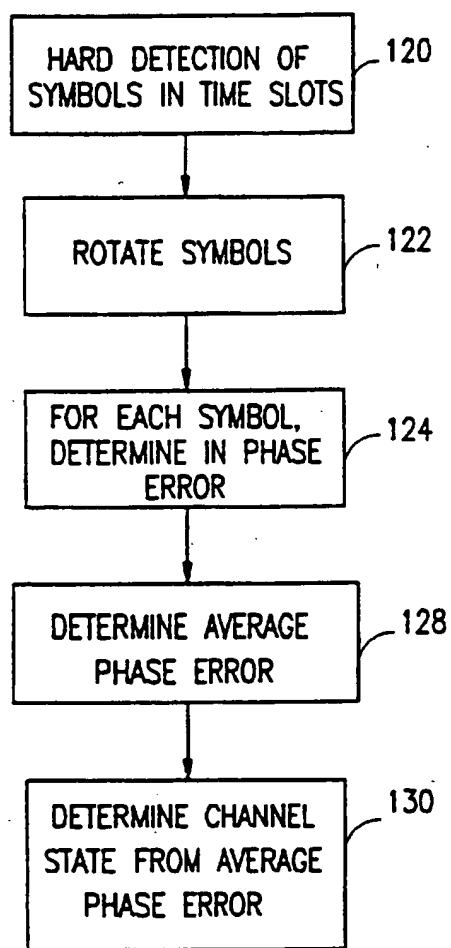 HARD DETECTION OF
SYMBOLS IN TIME SLOTS
120
ROTATE SYMBOLS
122
FOR EACH SYMBOL,
DETERMINE IN PHASE
ERROR
124
DETERMINE AVERAGE
PHASE ERROR
128
DETERMINE CHANNEL
STATE FROM AVERAGE
PHASE ERROR
130